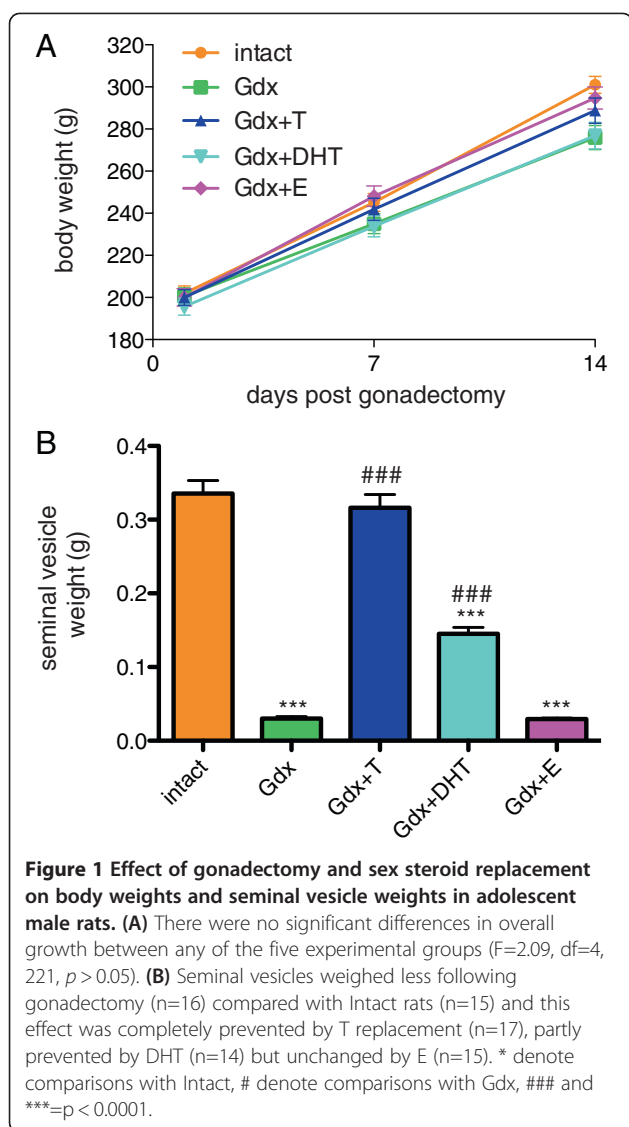 A
320
300
280
260
240
220
200
180
body weight (g)
intact
Gdx
Gdx+T
Gdx+DHT
Gdx+E
0 7 14
days post gonadectomy
B
0.4
0.3
0.2
0.1
0.0
seminal vesicle
weight (g)
***
###
###
***
***
intact
Gdx
Gdx+T
Gdx+DHT
Gdx+E
Figure 1 Effect of gonadectomy and sex steroid replacement
on body weights and seminal vesicle weights in adolescent
male rats. (A) There were no significant differences in overall
growth between any of the five experimental groups (F=2.09, df=4,
221, p > 0.05). (B) Seminal vesicles weighed less following
gonadectomy (n=16) compared with Intact rats (n=15) and this
effect was completely prevented by T replacement (n=17), partly
prevented by DHT (n=14) but unchanged by E (n=15). * denote
comparisons with Intact, # denote comparisons with Gdx, ### and
***=p < 0.0001.